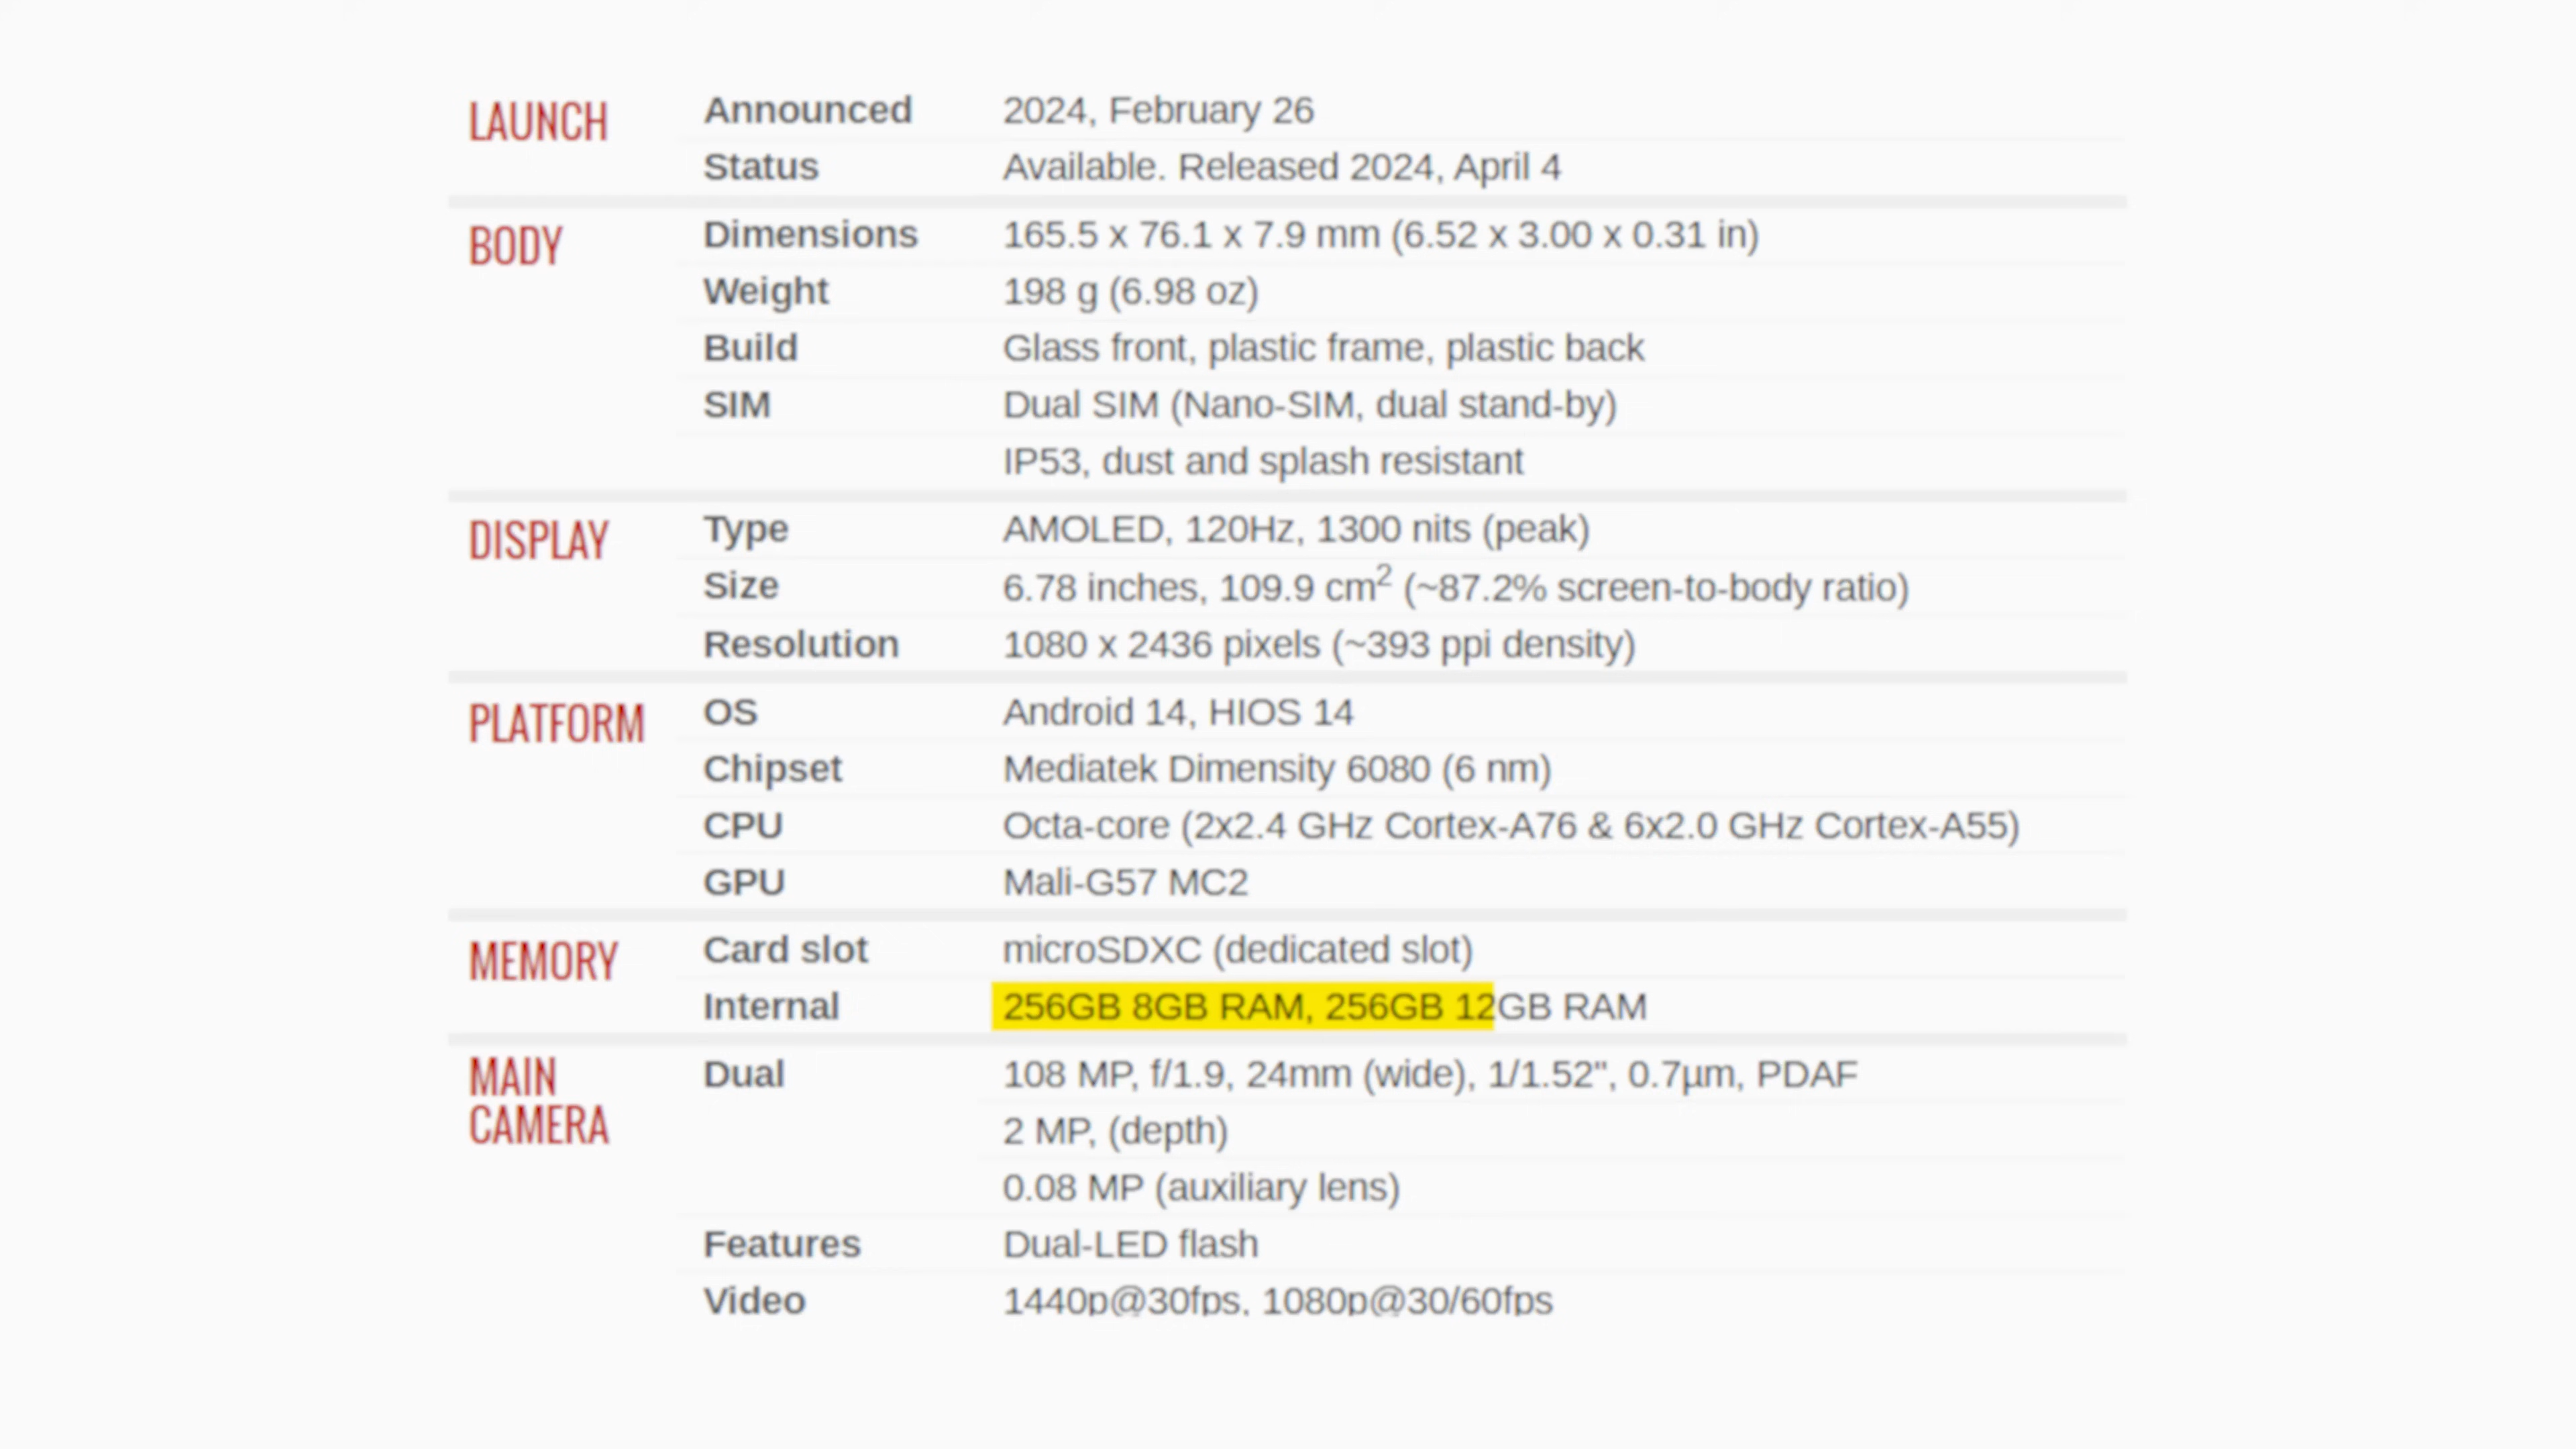 LAUNCH Announced 2024, February 26
Status Available. Released 2024, April 4
BODY Dimensions 165.5 x 76.1 x 7.9 mm (6.52 x 3.00 x 0.31 in)
Weight 198 g (6.98 oz)
Build Glass front, plastic frame, plastic back
SIM Dual SIM (Nano-SIM, dual stand-by)
IP53, dust and splash resistant
DISPLAY Type AMOLED, 120Hz, 1300 nits (peak)
Size 6.78 inches, 109.9 cm² (~87.2% screen-to-body ratio)
Resolution 1080 x 2436 pixels (~393 ppi density)
PLATFORM OS Android 14, HIOS 14
Chipset Mediatek Dimensity 6080 (6 nm)
CPU Octa-core (2x2.4 GHz Cortex-A76 & 6x2.0 GHz Cortex-A55)
GPU Mali-G57 MC2
MEMORY Card slot microSDXC (dedicated slot)
Internal 256GB 8GB RAM, 256GB 12GB RAM
MAIN CAMERA Dual 108 MP, f/1.9, 24mm (wide), 1/1.52", 0.7µm, PDAF
2 MP, (depth)
0.08 MP (auxiliary lens)
Features Dual-LED flash
Video 1440p@30fps, 1080p@30/60fps